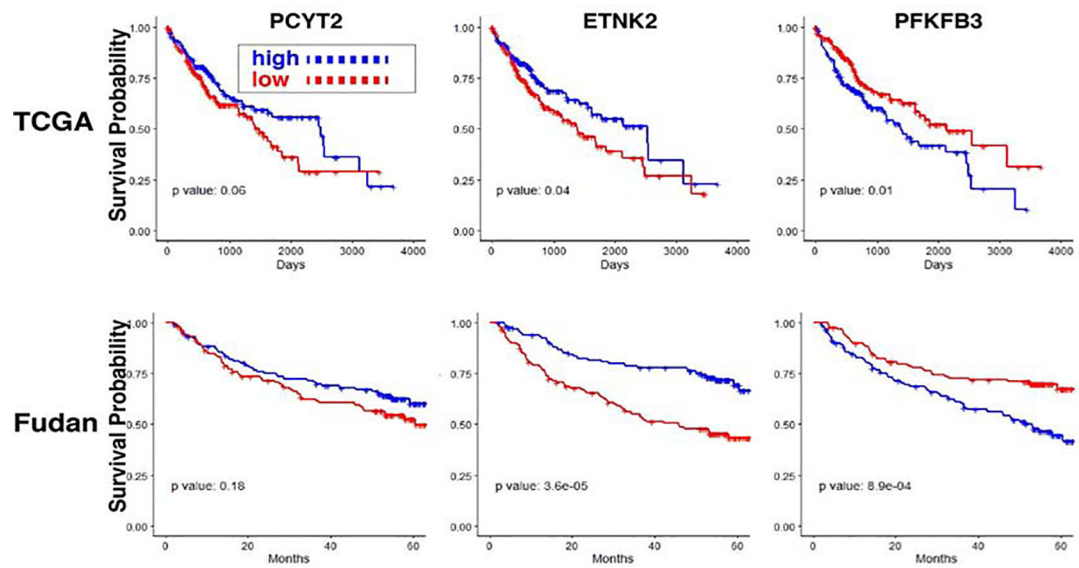 PCYT2 ETNK2 PFKFB3
TCGA
Survival Probability
1.00 1.00 1.00
high
low
0.75 0.75 0.75
0.50 0.50 0.50
0.25 0.25 0.25
p value: 0.06 p value: 0.04 p value: 0.01
0.00 0.00 0.00
0 1000 2000 3000 4000 0 1000 2000 3000 4000 0 1000 2000 3000 4000
Days Days Days
Fudan
Survival Probability
1.00 1.00 1.00
0.75 0.75 0.75
0.50 0.50 0.50
0.25 0.25 0.25
p value: 0.18 p value: 3.6e-05 p value: 8.9e-04
0.00 0.00 0.00
0 20 40 60 0 20 40 60 0 20 40 60
Months Months Months